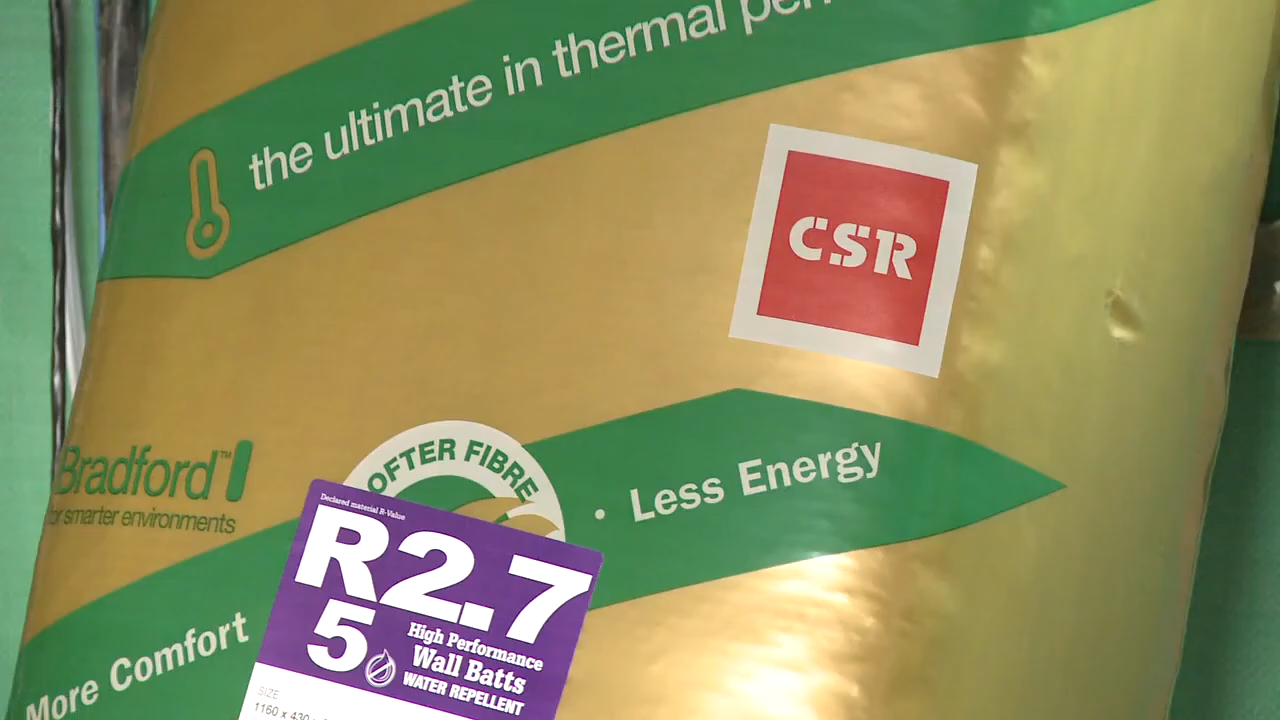 the ultimate in thermal
CSR
Bradford™
smarter environments
OFTER FIBRE
• Less Energy
Declared material R-Value
R2.7
5
High Performance
Wall Batts
WATER REPELLENT
More Comfort
SIZE
1160 x 430